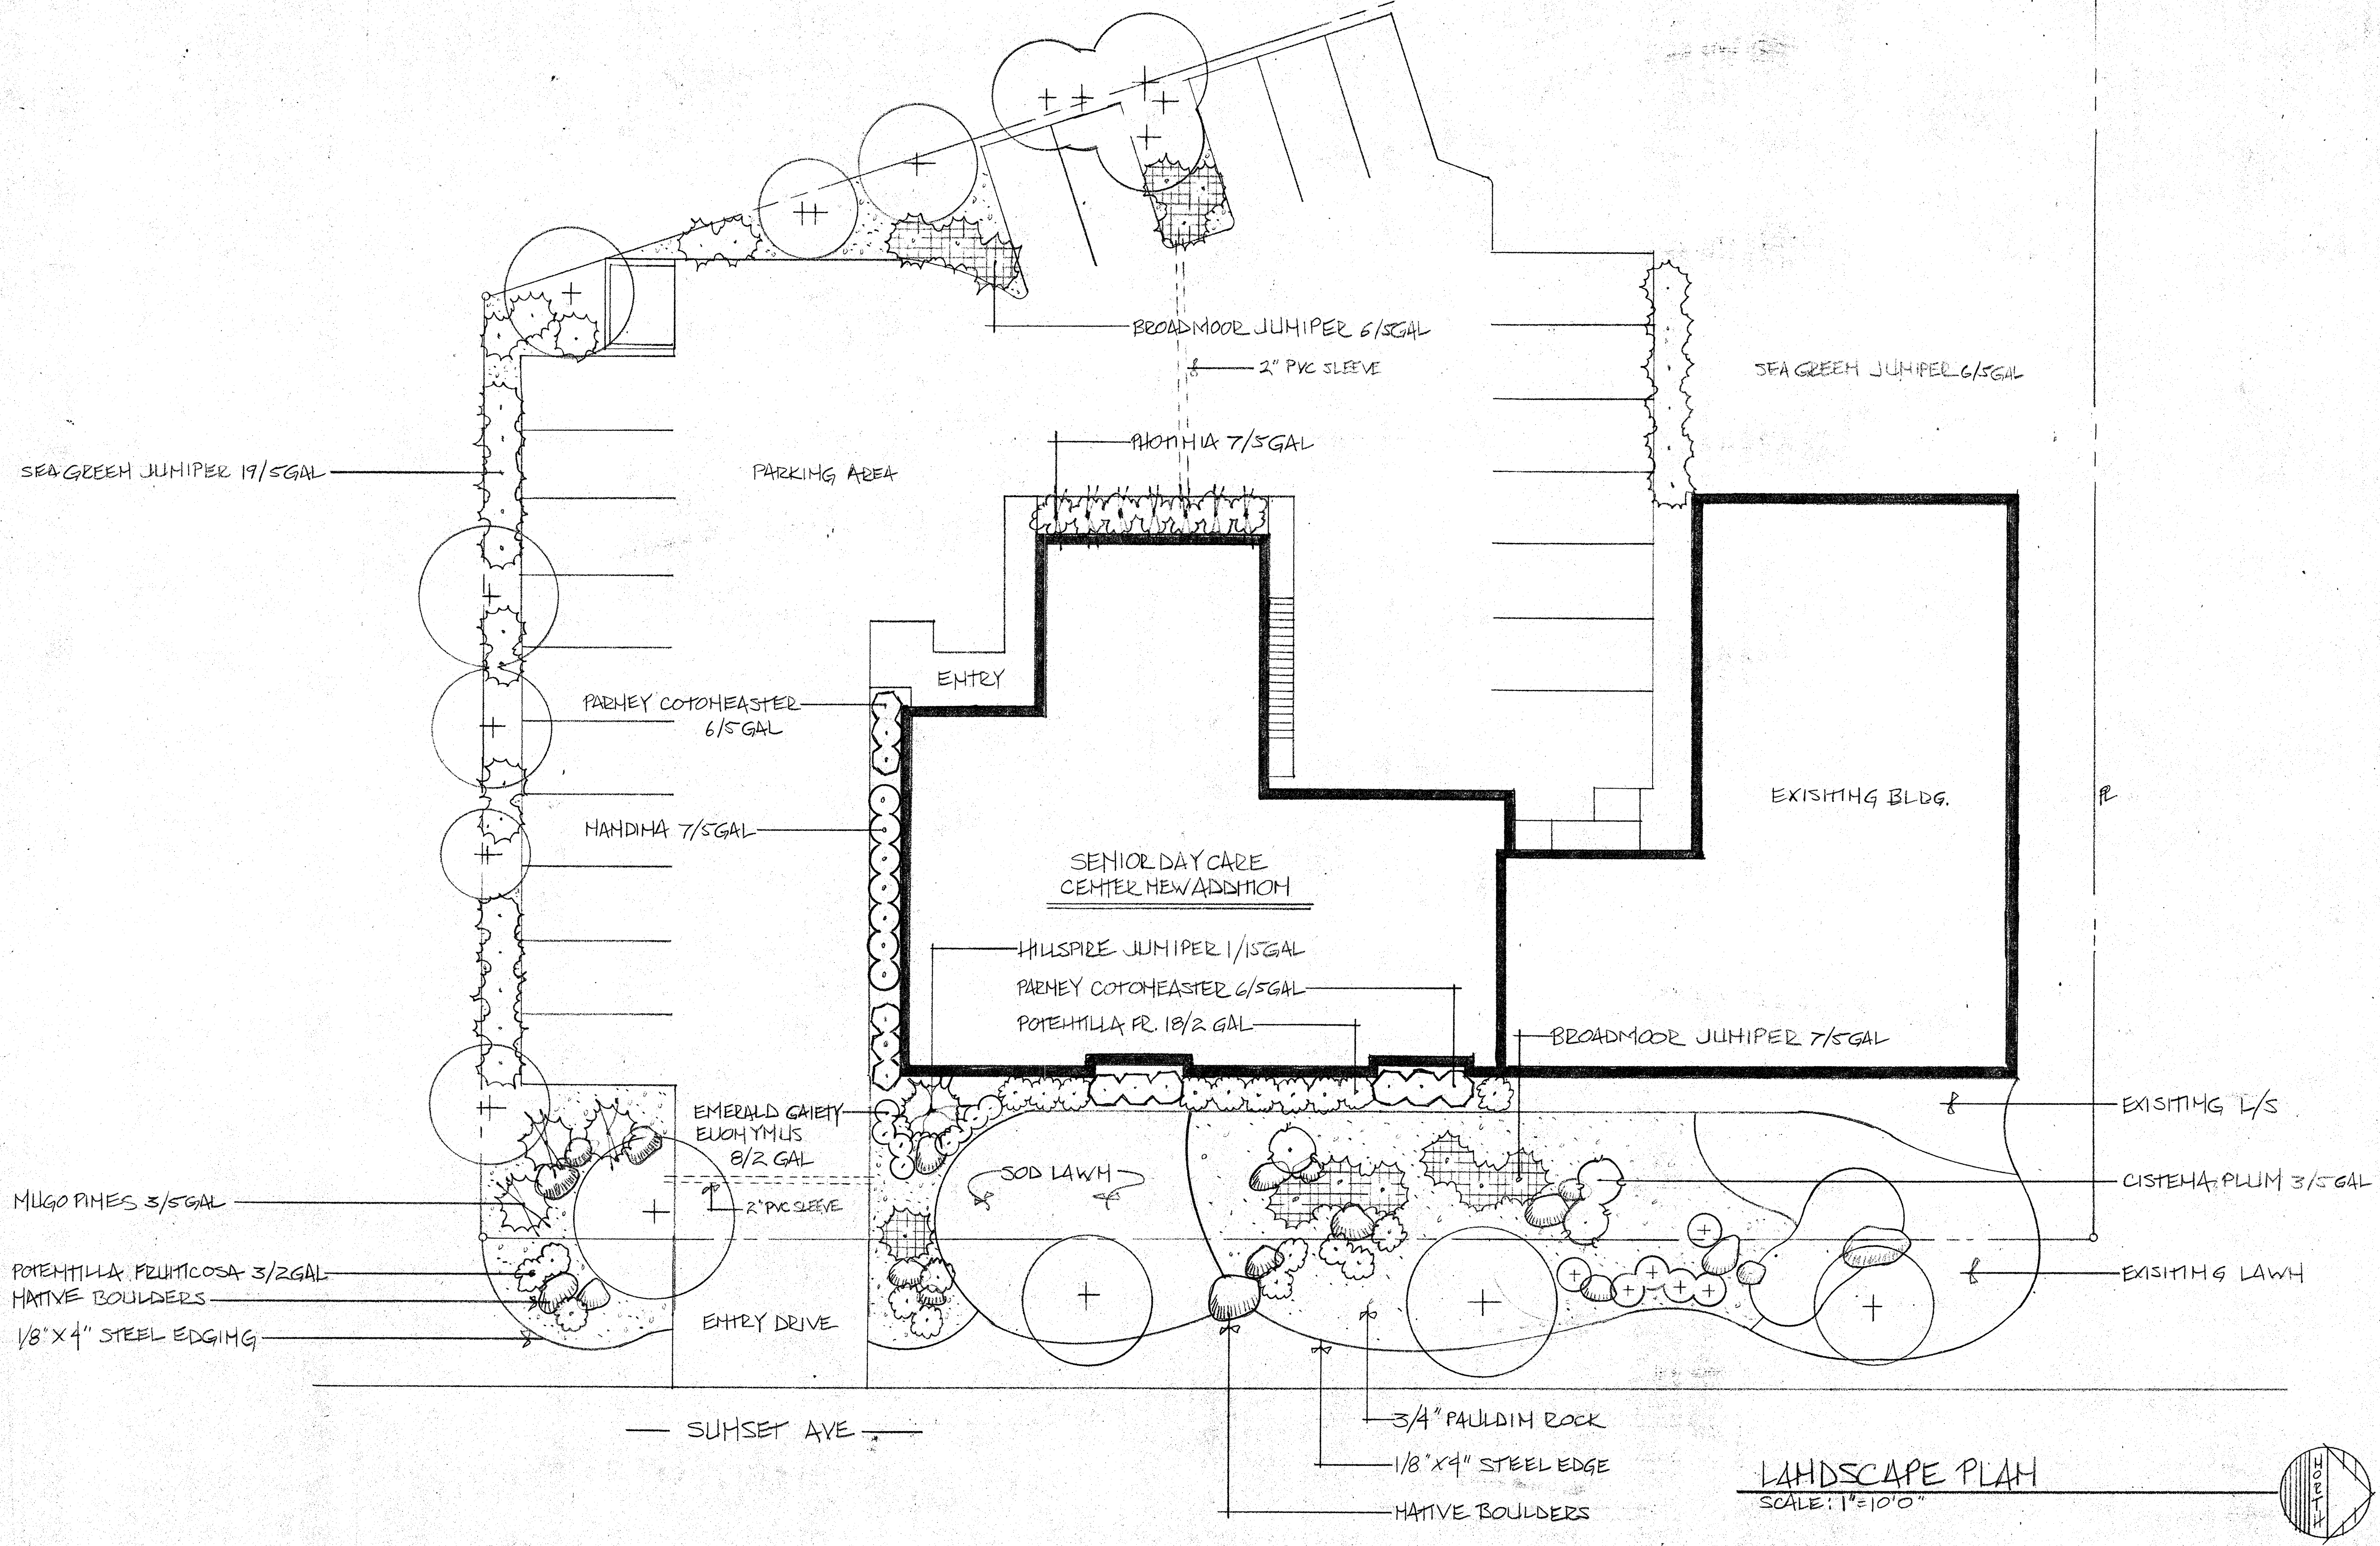 BROADMOOR JUNIPER 6/5GAL
2" PVC SLEEVE
SEA GREEN JUNIPER 6/5GAL
PHOTINIA 7/5GAL
SEA GREEN JUNIPER 19/5GAL
PARKING AREA
ENTRY
PARNEY COTONEASTER
6/5GAL
NANDINA 7/5GAL
EXISITING BLDG.
PL
SENIOR DAY CARE
CENTER NEW ADDITION
HILLSPIRE JUNIPER 1/15GAL
PARNEY COTONEASTER 6/5GAL
POTENTILLA FR. 18/2 GAL
BROADMOOR JUNIPER 7/5GAL
EMERALD GAIETY
EUONYMUS
8/2 GAL
EXISITING L/S
SOD LAWN
CISTENA PLUM 3/5GAL
MUGO PINES 3/5GAL
2" PVC SLEEVE
POTENTILLA FRUITICOSA 3/2GAL
NATIVE BOULDERS
1/8" X 4" STEEL EDGING
EXISITING LAWN
ENTRY DRIVE
SUNSET AVE
3/4" PAULDIN ROCK
1/8" X 4" STEEL EDGE
NATIVE BOULDERS
LANDSCAPE PLAN
SCALE: 1"=10'0"
NORTH